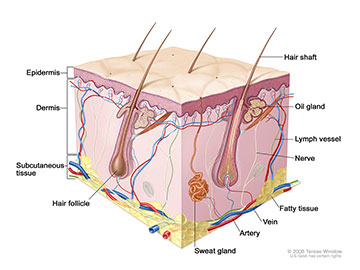 Hair shaft
Epidermis
Oil gland
Dermis
Lymph vessel
Nerve
Subcutaneous
tissue
Hair follicle
Fatty tissue
Vein
Artery
Sweat gland
© 2008 Terese Winslow
U.S. Govt. has certain rights